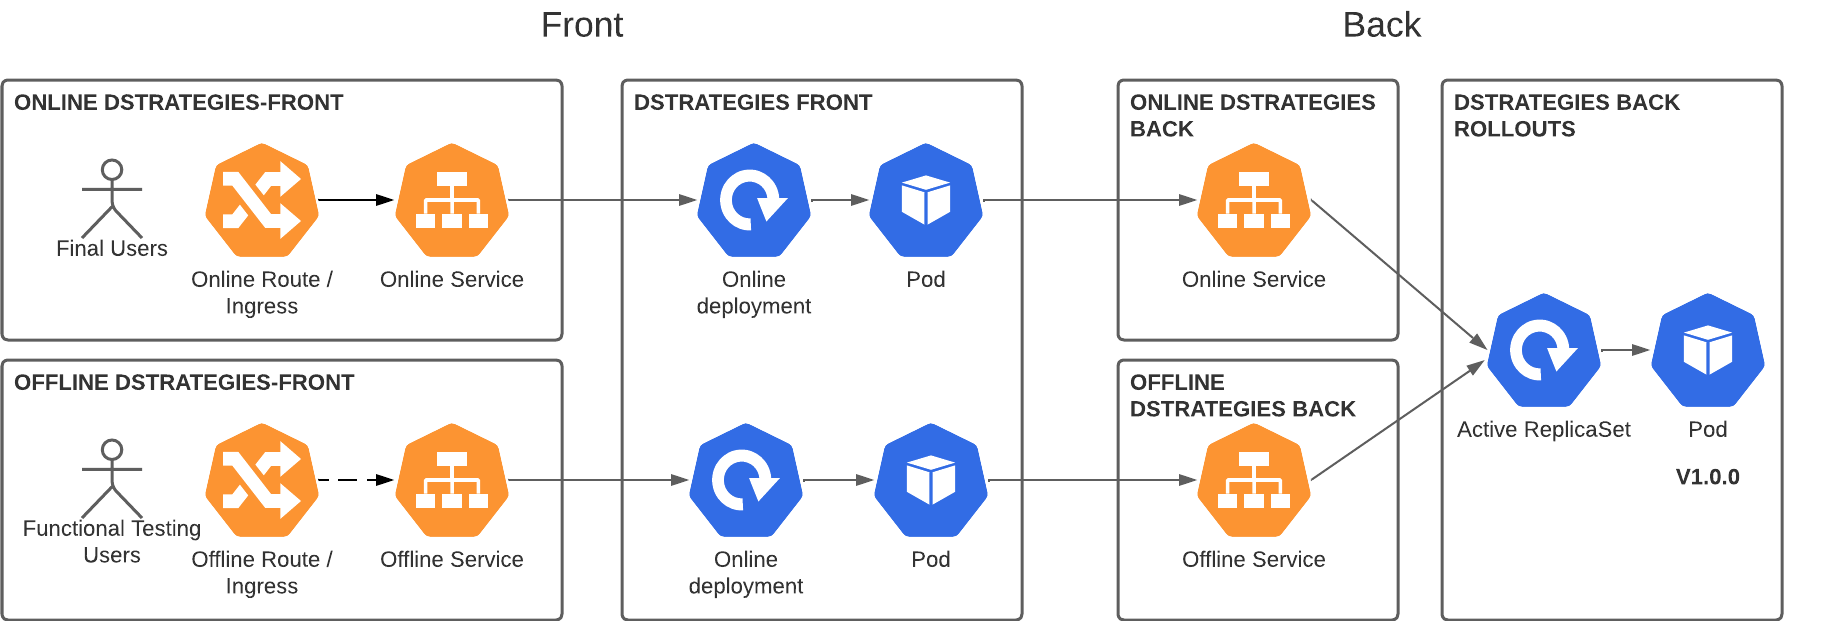 Front
Back
ONLINE DSTRATEGIES-FRONT
Final Users
Online Route /
Ingress
Online Service
DSTRATEGIES FRONT
Online
deployment
Pod
ONLINE DSTRATEGIES
BACK
Online Service
DSTRATEGIES BACK
ROLLOUTS
Active ReplicaSet
Pod
V1.0.0
OFFLINE DSTRATEGIES-FRONT
Functional Testing
Users
Offline Route /
Ingress
Offline Service
Online
deployment
Pod
OFFLINE
DSTRATEGIES BACK
Offline Service